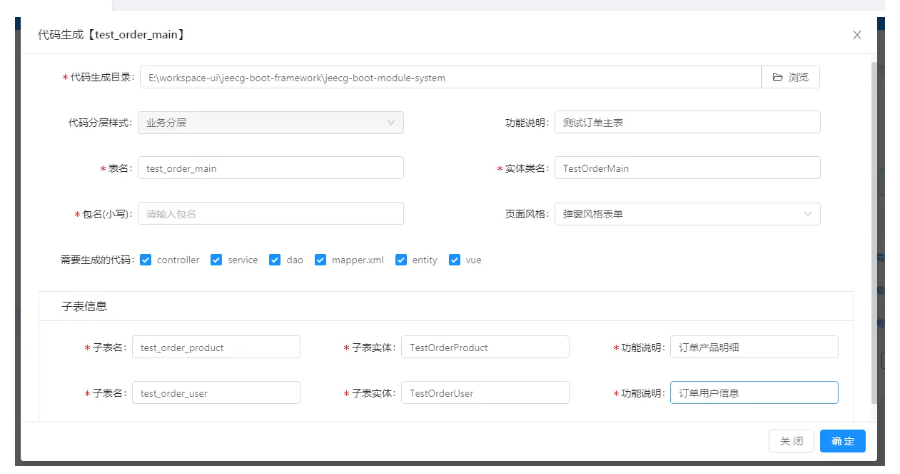 代码生成【test_order_main】
*代码生成目录: E:\workspace-ui\jeecg-boot-framework\jeecg-boot-module-system 浏览
代码分层样式: 业务分层 功能说明: 测试订单主表
*表名: test_order_main *实体类名: TestOrderMain
*包名(小写): 请输入包名 页面风格: 弹窗风格表单
需要生成的代码: controller service dao mapper.xml entity vue
子表信息
*子表名: test_order_product *子表实体: TestOrderProduct *功能说明: 订单产品明细
*子表名: test_order_user *子表实体: TestOrderUser *功能说明: 订单用户信息
关闭 确定